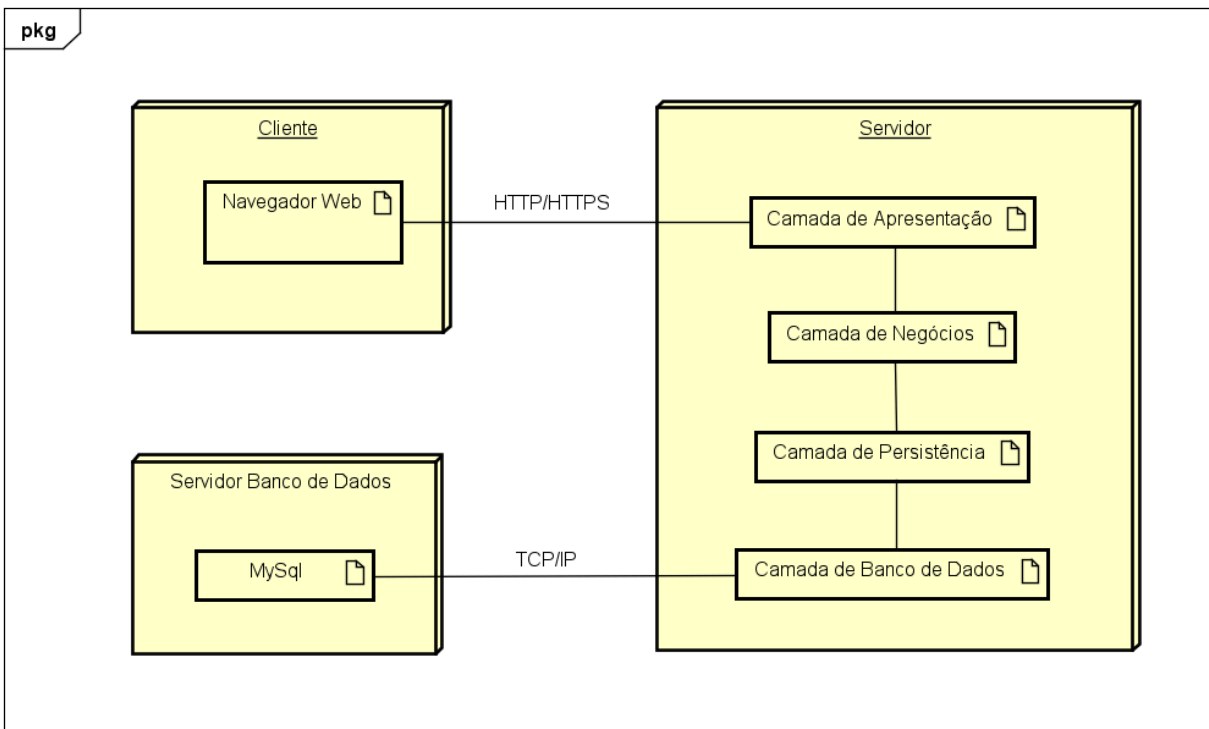 pkg
Cliente
Navegador Web
HTTP/HTTPS
Servidor
Camada de Apresentação
Camada de Negócios
Camada de Persistência
Camada de Banco de Dados
Servidor Banco de Dados
MySql
TCP/IP